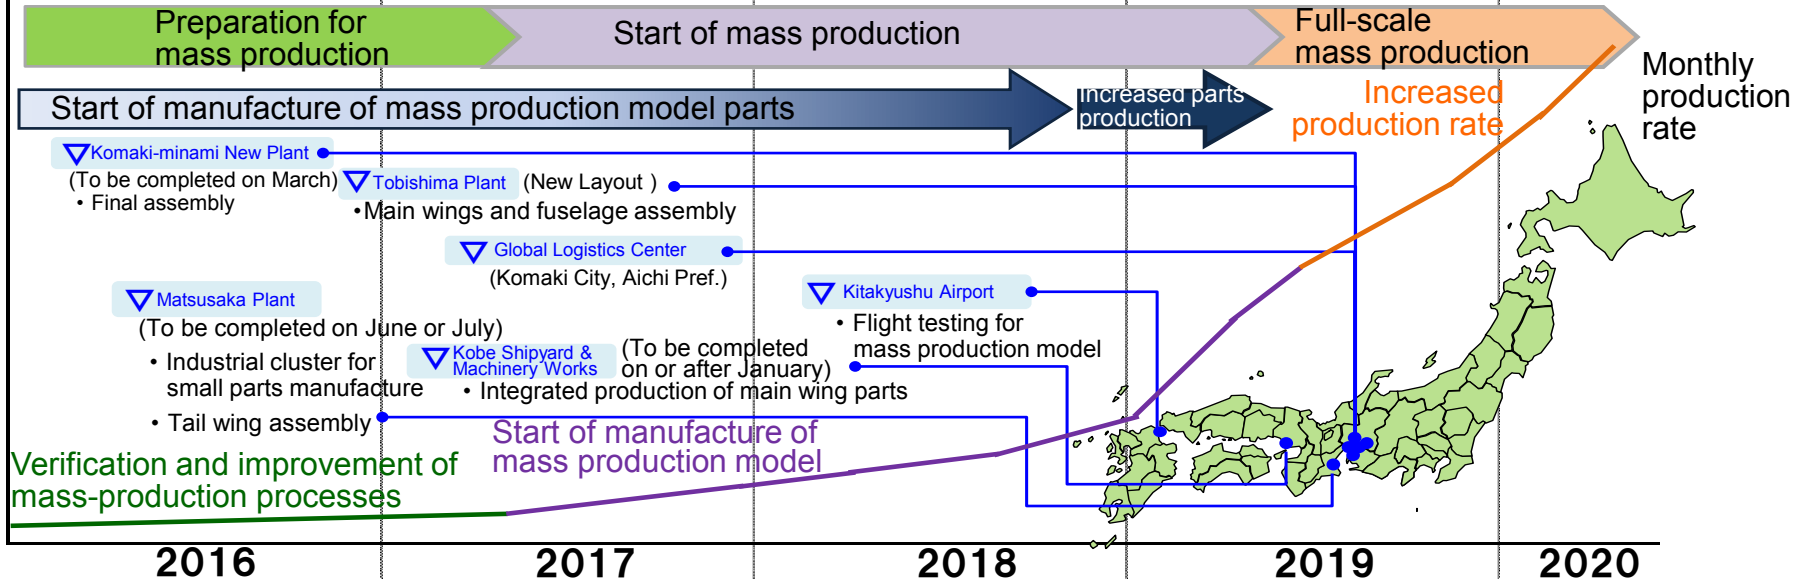 Preparation for
mass production
Start of mass production
Full-scale
mass production
Monthly
production
rate
Start of manufacture of mass production model parts
Increased parts
production
Increased
production rate
Komaki-minami New Plant
(To be completed on March)
・Final assembly
Tobishima Plant (New Layout )
・Main wings and fuselage assembly
Global Logistics Center
(Komaki City, Aichi Pref.)
Matsusaka Plant
(To be completed on June or July)
・Industrial cluster for
small parts manufacture
・Tail wing assembly
Kitakyushu Airport
・Flight testing for
mass production model
Kobe Shipyard &
Machinery Works
(To be completed
on or after January)
・Integrated production of main wing parts
Start of manufacture of
mass production model
Verification and improvement of
mass-production processes
2016 2017 2018 2019 2020